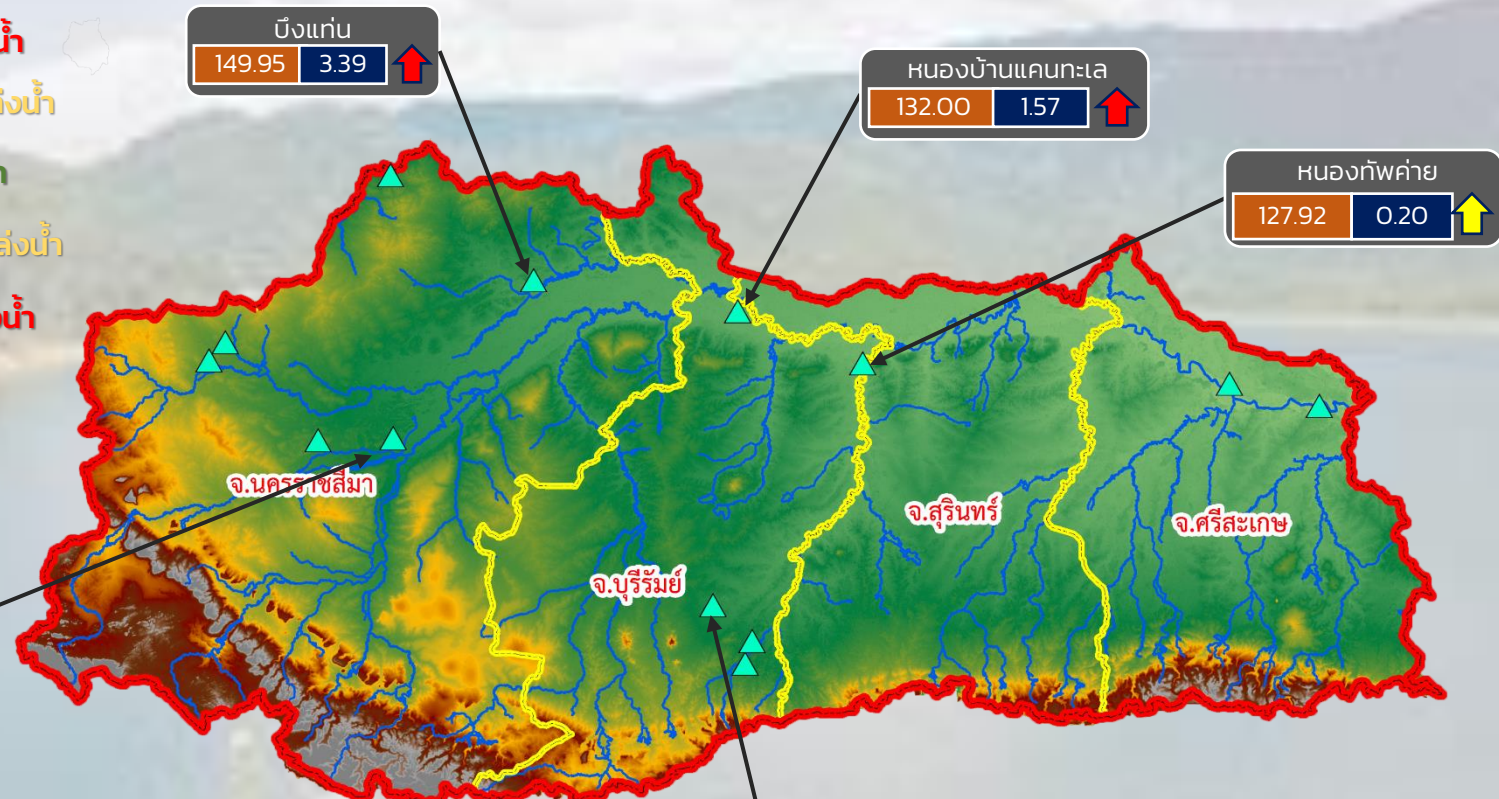 น้ำ
บึงแท่น
149.95 3.39
หนองบ้านแคนทะเล
132.00 1.57
หนองทัพค่าย
127.92 0.20
จ.นครราชสีมา
จ.บุรีรัมย์
จ.สุรินทร์
จ.ศรีสะเกษ